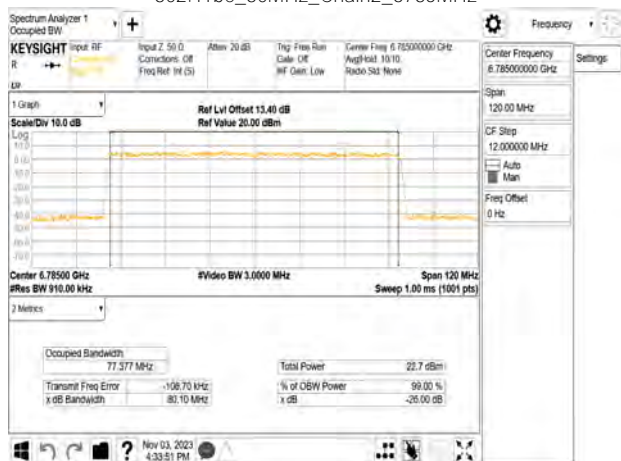 Spectrum Analyzer 1
Occupied BW
KEYSIGHT Input: RF
Input Z: 50 Ω
Atten: 20 dB
Trig: Free Run
Center Freq: 6.785000000 GHz
Corrections: Off
Gate: Off
Avg|Hold: 10/10
Freq Ref: Int (S)
#IF Gain: Low
Radio Std: None
Frequency
Settings
Center Frequency
6.785000000 GHz
Span
120.00 MHz
CF Step
12.000000 MHz
Auto
Man
Freq Offset
0 Hz
1 Graph
Ref Lvl Offset 13.40 dB
Scale/Div 10.0 dB
Ref Value 20.00 dBm
Log
Center 6.78500 GHz
#Video BW 3.0000 MHz
Span 120 MHz
#Res BW 910.00 kHz
Sweep 1.00 ms (1001 pts)
2 Metrics
Occupied Bandwidth
77.377 MHz
Total Power 22.7 dBm
Transmit Freq Error -108.70 kHz
% of OBW Power 99.00 %
x dB Bandwidth 80.10 MHz
x dB -26.00 dB
Nov 03, 2023
4:33:51 PM